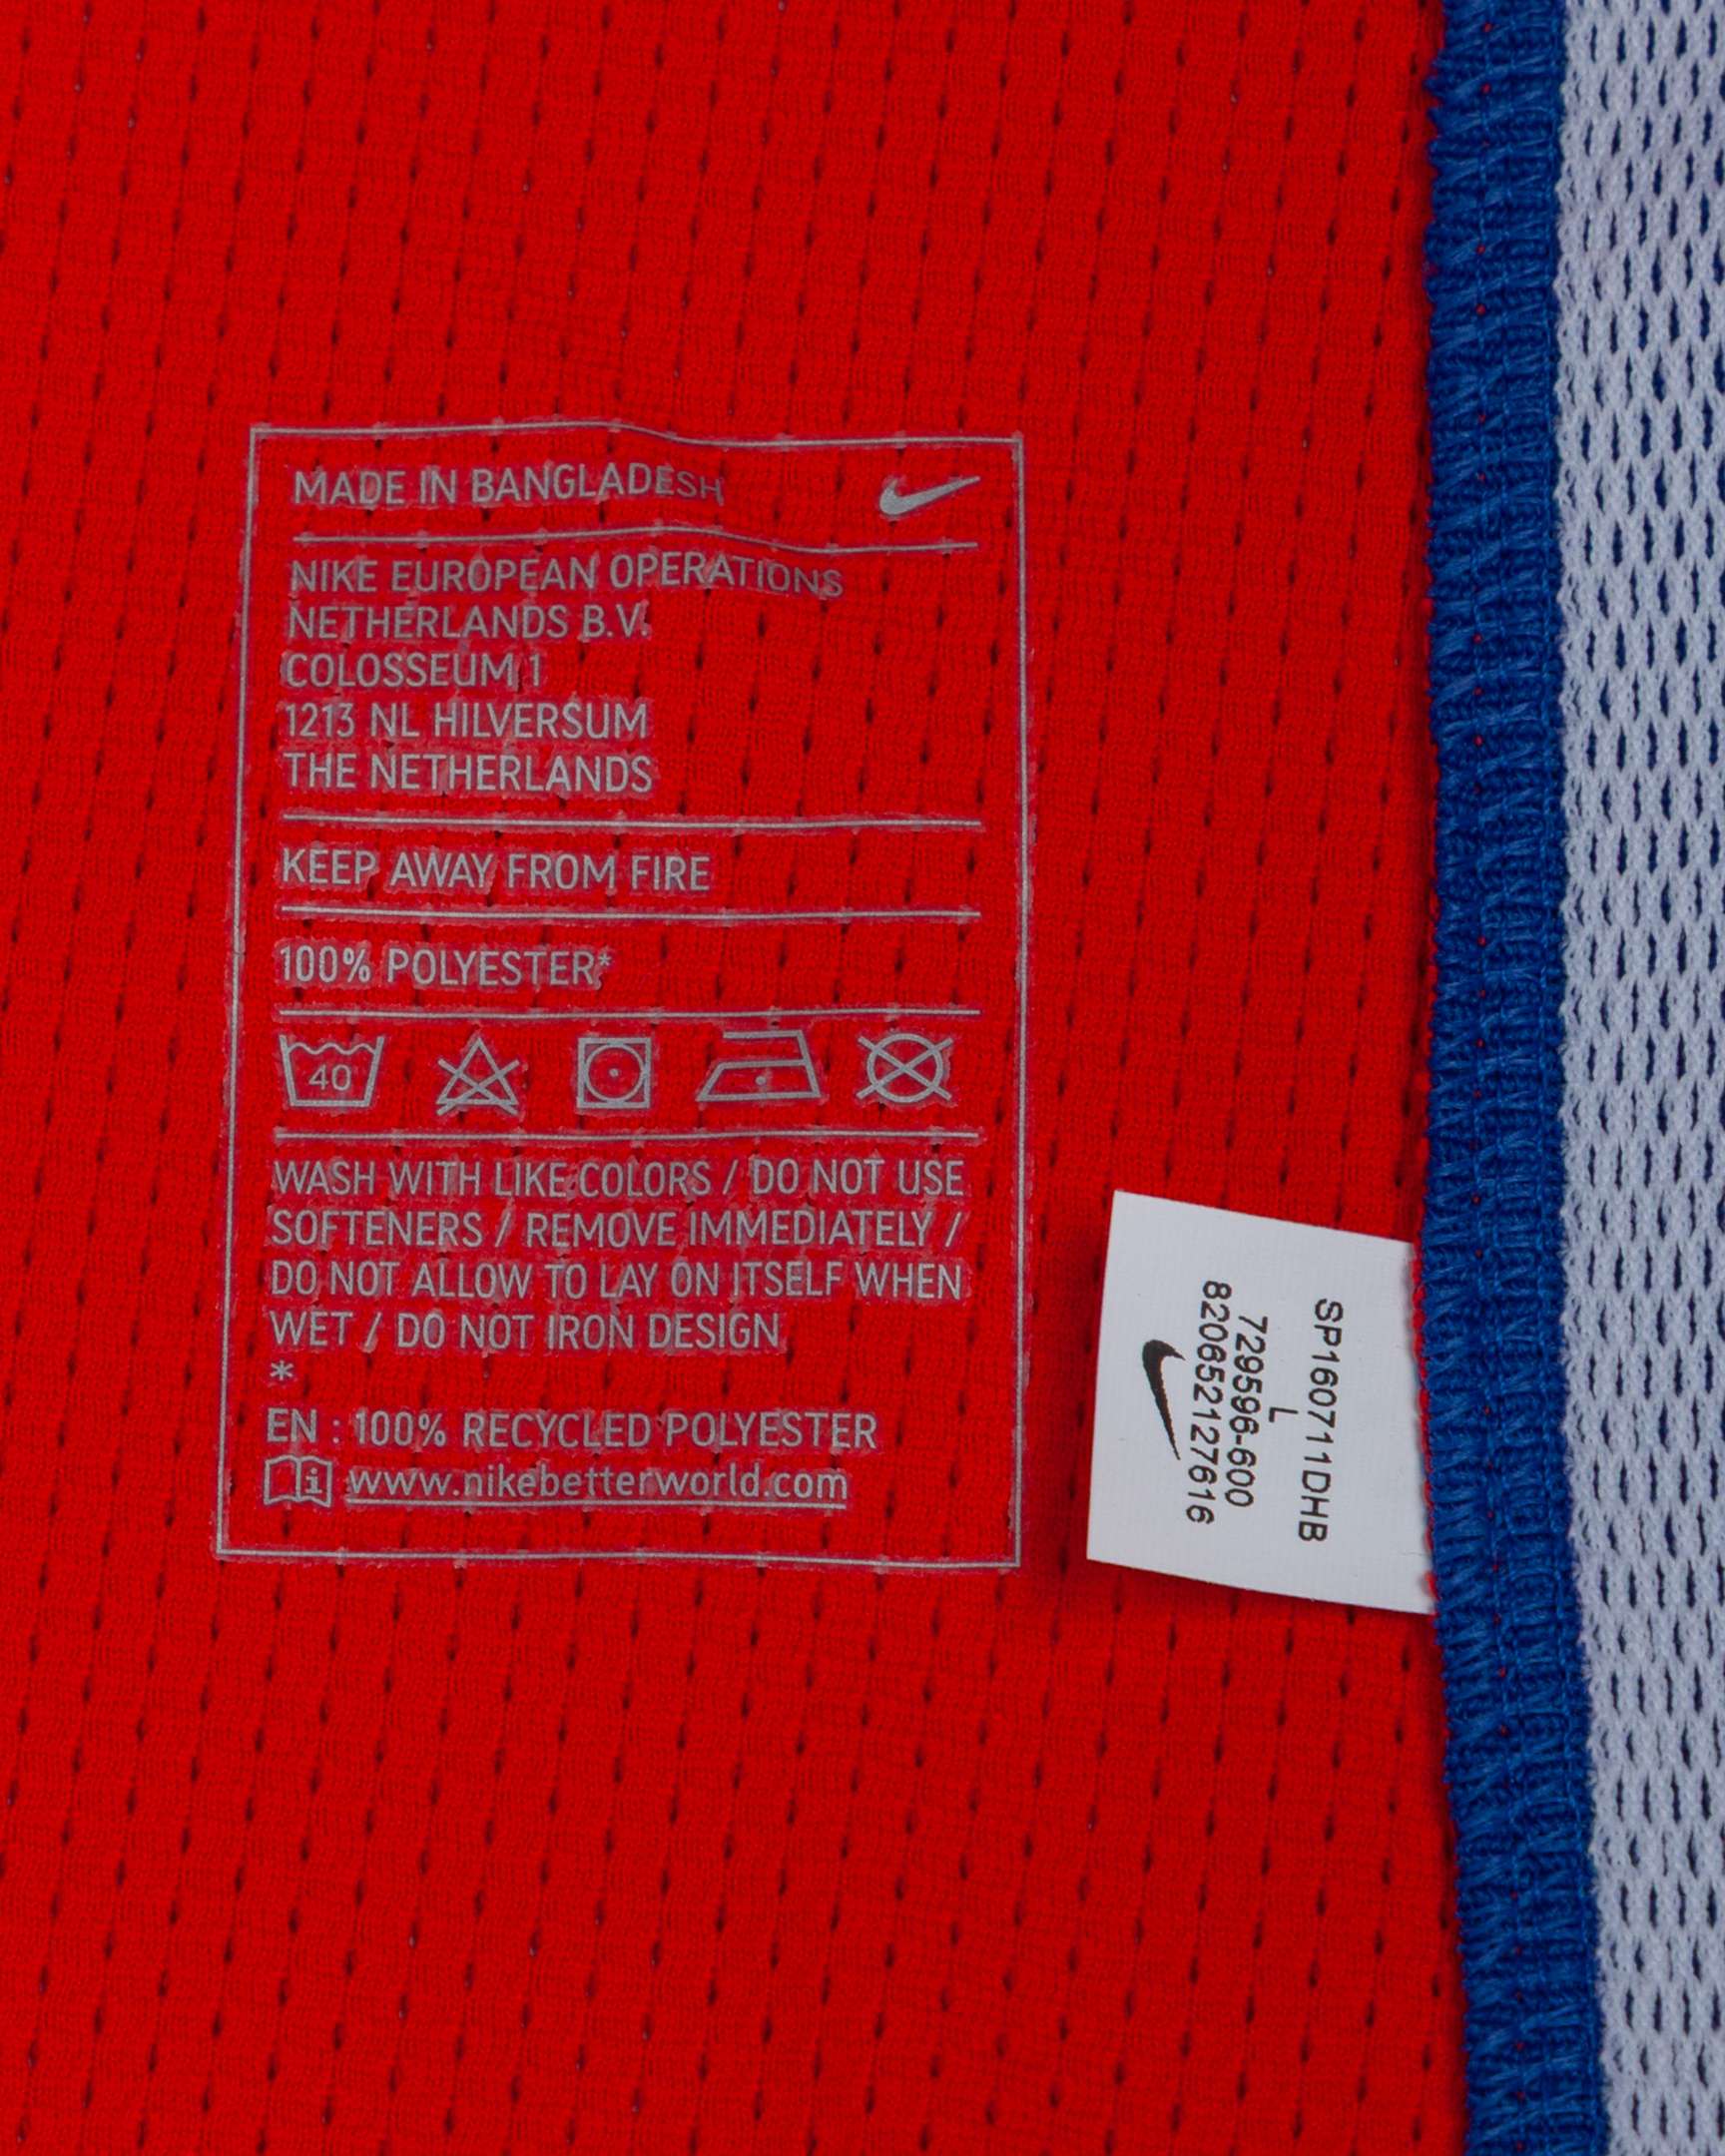 MADE IN BANGLADESH
NIKE EUROPEAN OPERATIONS
NETHERLANDS B.V.
COLOSSEUM 1
1213 NL HILVERSUM
THE NETHERLANDS
KEEP AWAY FROM FIRE
100% POLYESTER*
40
WASH WITH LIKE COLORS / DO NOT USE
SOFTENERS / REMOVE IMMEDIATELY /
DO NOT ALLOW TO LAY ON ITSELF WHEN
WET / DO NOT IRON DESIGN
*
EN : 100% RECYCLED POLYESTER
i www.nikebetterworld.com
SP160711DHB
L
729596-600
820652127616